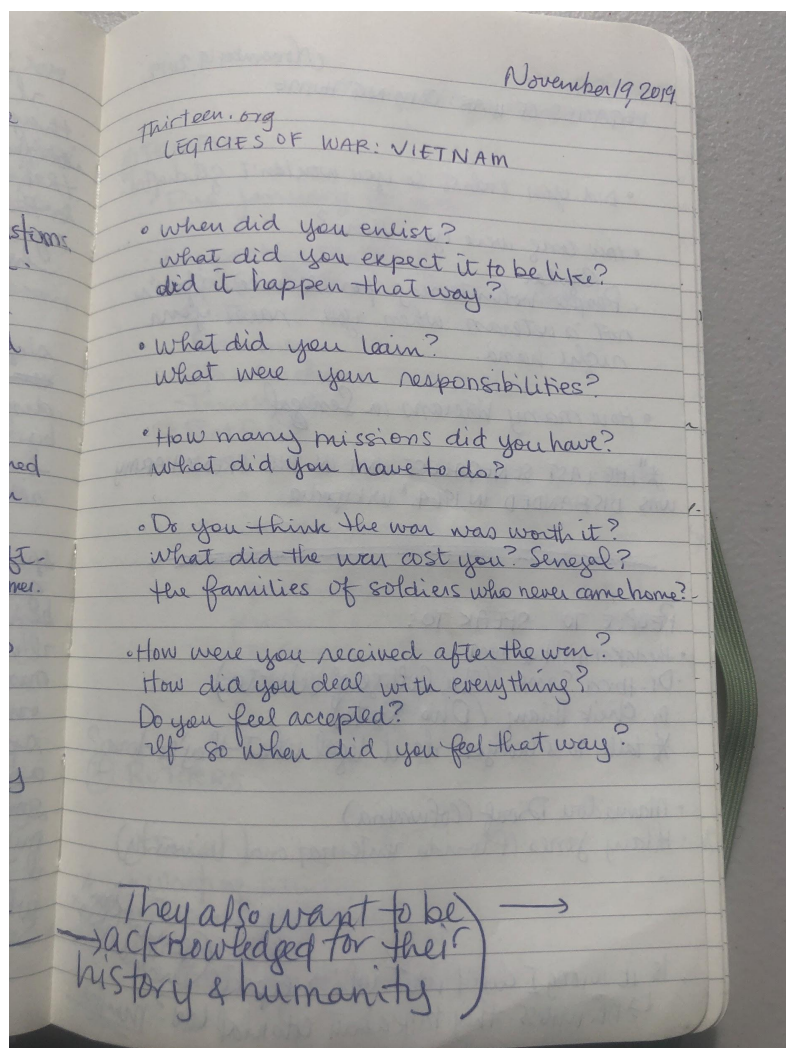 November 19, 2019
Thirteen.org
LEGACIES OF WAR: VIETNAM
• When did you enlist?
what did you expect it to be like?
did it happen that way?
• What did you learn?
What were your responsibilities?
• How many missions did you have?
what did you have to do?
• Do you think the war was worth it?
what did the war cost you? Senegal?
the families of soldiers who never came home?
• How were you received after the war?
How did you deal with everything?
Do you feel accepted?
If so when did you feel that way?
They also want to be
acknowledged for their
history & humanity